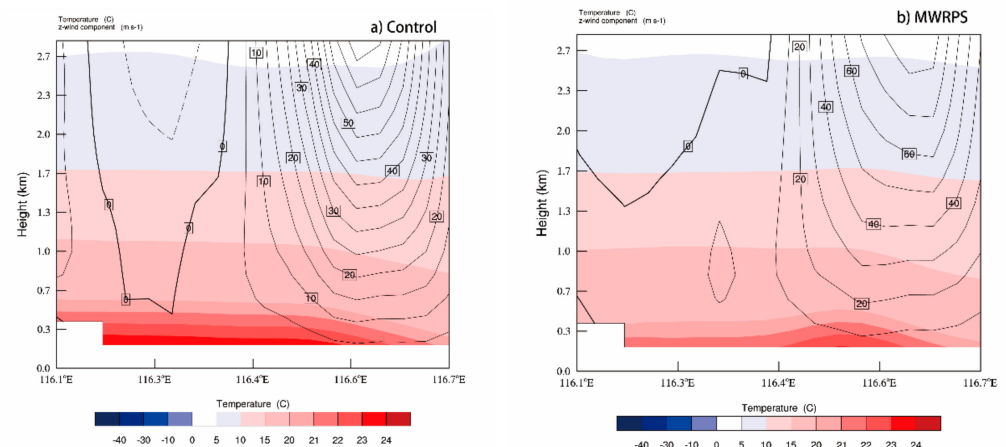 Temperature (C)
z-wind component (m s-1)
a) Control
2.7
2.3
2.0
1.7
1.3
1.0
0.7
0.3
0.0
Height (km)
10
40
30
50
0
20
30
40
10
0
30
20
0
20
0
10
116.1°E
116.3°E
116.4°E
116.6°E
116.7°E
Temperature (C)
-40 -30 -10 0 5 10 15 20 21 22 23 24
Temperature (C)
z-wind component (m s-1)
b) MWRPS
2.7
2.3
2.0
1.7
1.3
1.0
0.7
0.3
0.0
Height (km)
20
0
60
40
0
60
20
40
40
20
116.1°E
116.3°E
116.4°E
116.6°E
116.7°E
Temperature (C)
-40 -30 -10 0 5 10 15 20 21 22 23 24